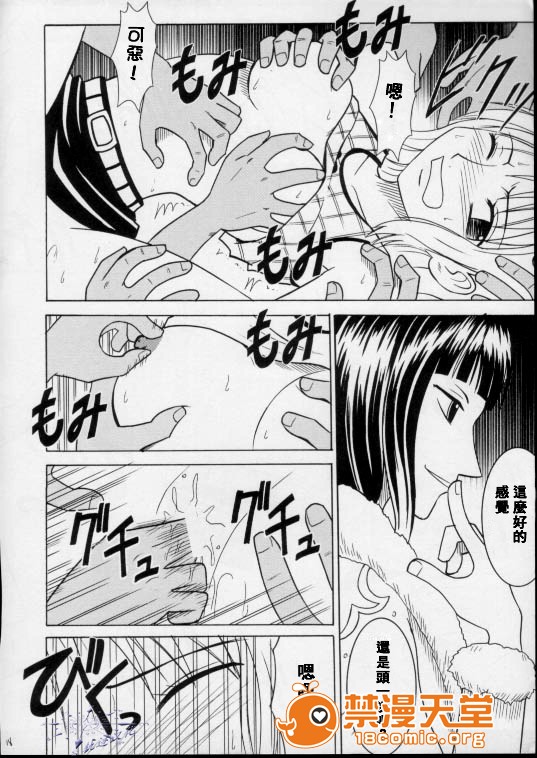 ビクッ
嗯!
もみ
可惡!
もみ
もみ
もみ
もみ
這麼好的
感覺
グチュ
グチュ
還是頭一
嗯
びくっ
禁漫天堂
18comic.org